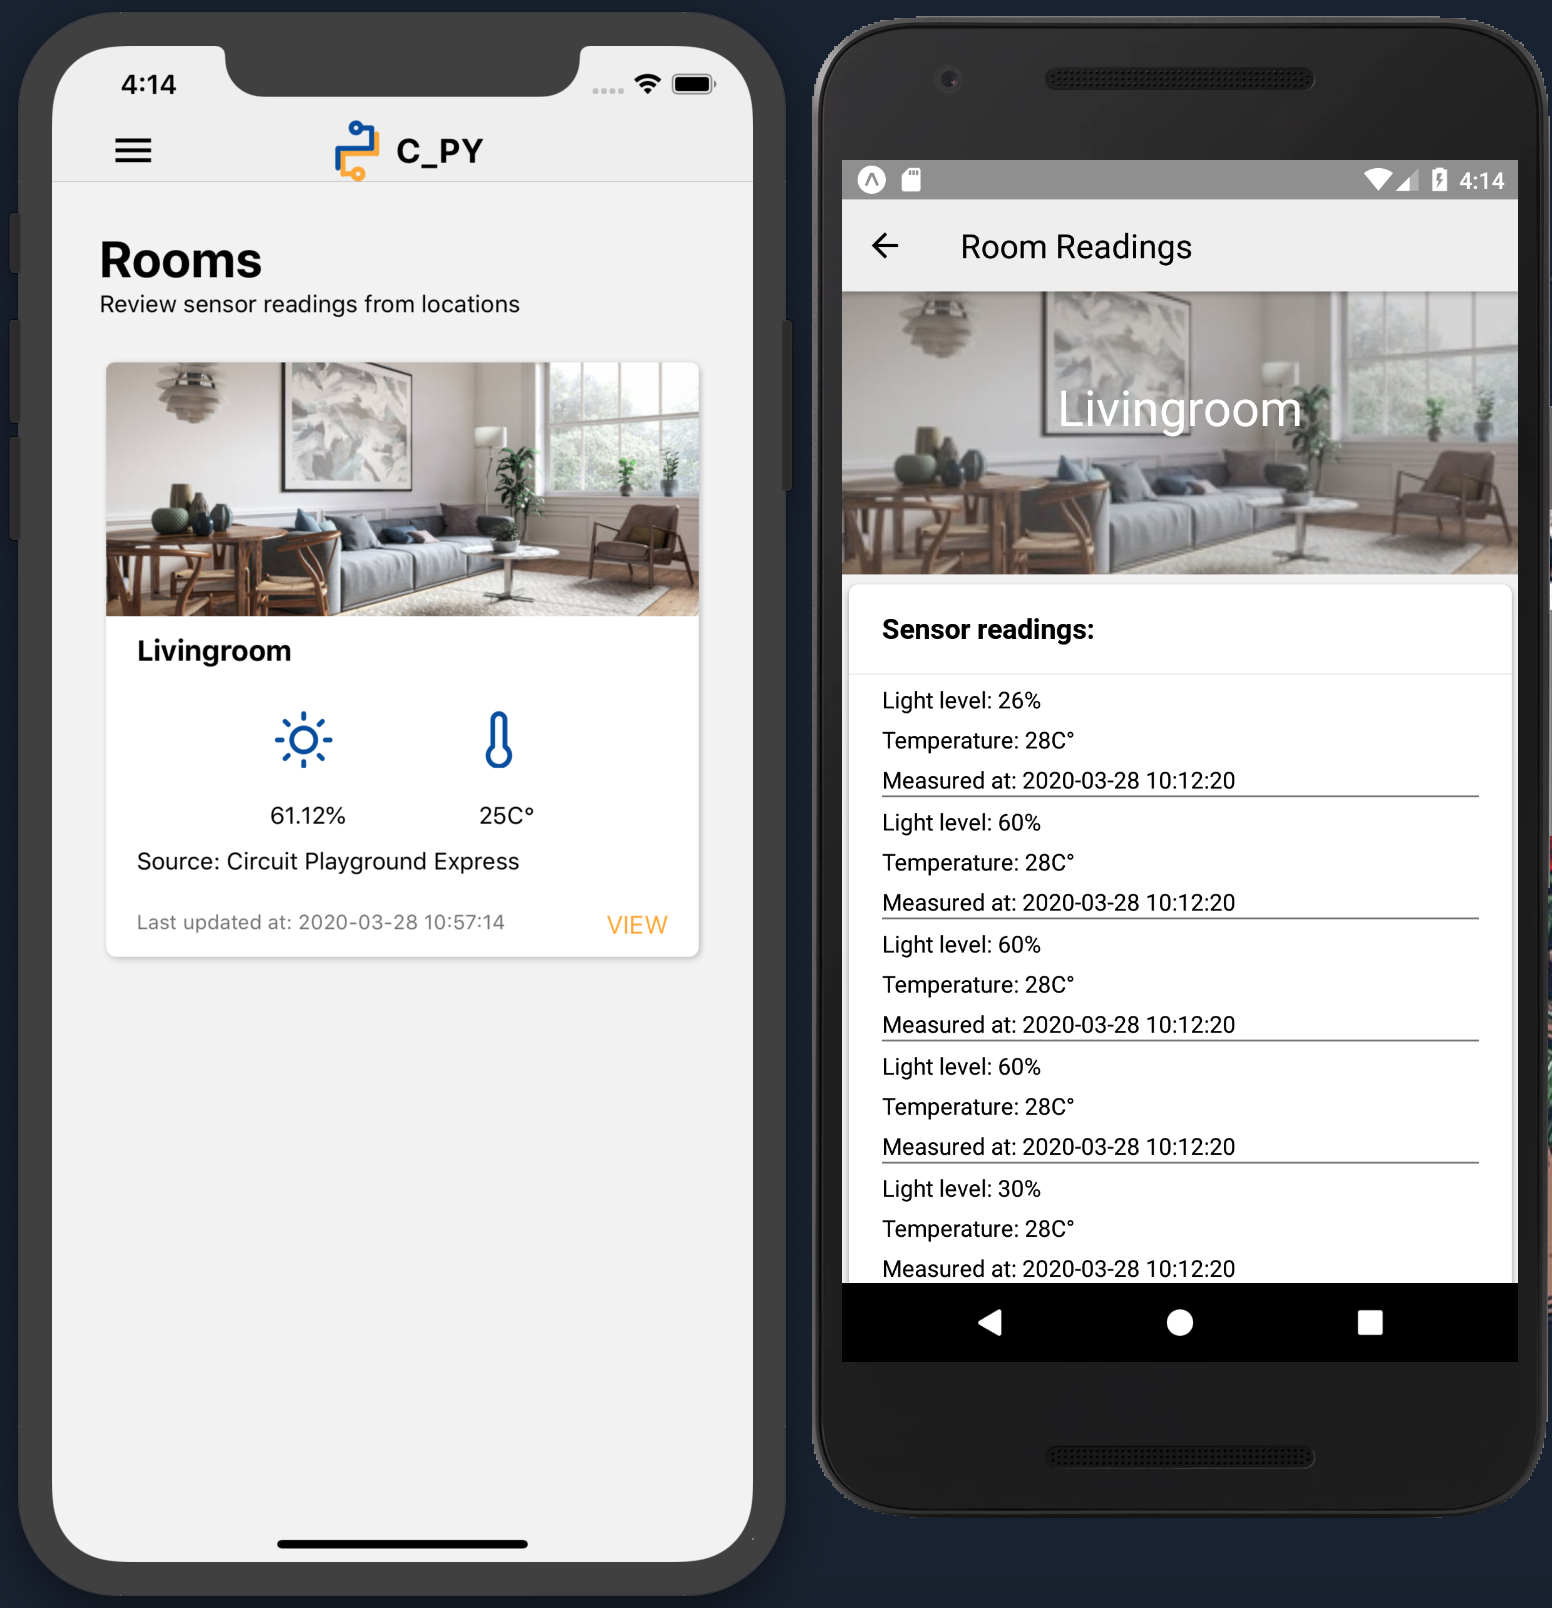 4:14
C_PY
Rooms
Review sensor readings from locations
Livingroom
61.12%
25C°
Source: Circuit Playground Express
Last updated at: 2020-03-28 10:57:14
VIEW
4:14
Room Readings
Livingroom
Sensor readings:
Light level: 26%
Temperature: 28C°
Measured at: 2020-03-28 10:12:20
Light level: 60%
Temperature: 28C°
Measured at: 2020-03-28 10:12:20
Light level: 60%
Temperature: 28C°
Measured at: 2020-03-28 10:12:20
Light level: 60%
Temperature: 28C°
Measured at: 2020-03-28 10:12:20
Light level: 30%
Temperature: 28C°
Measured at: 2020-03-28 10:12:20